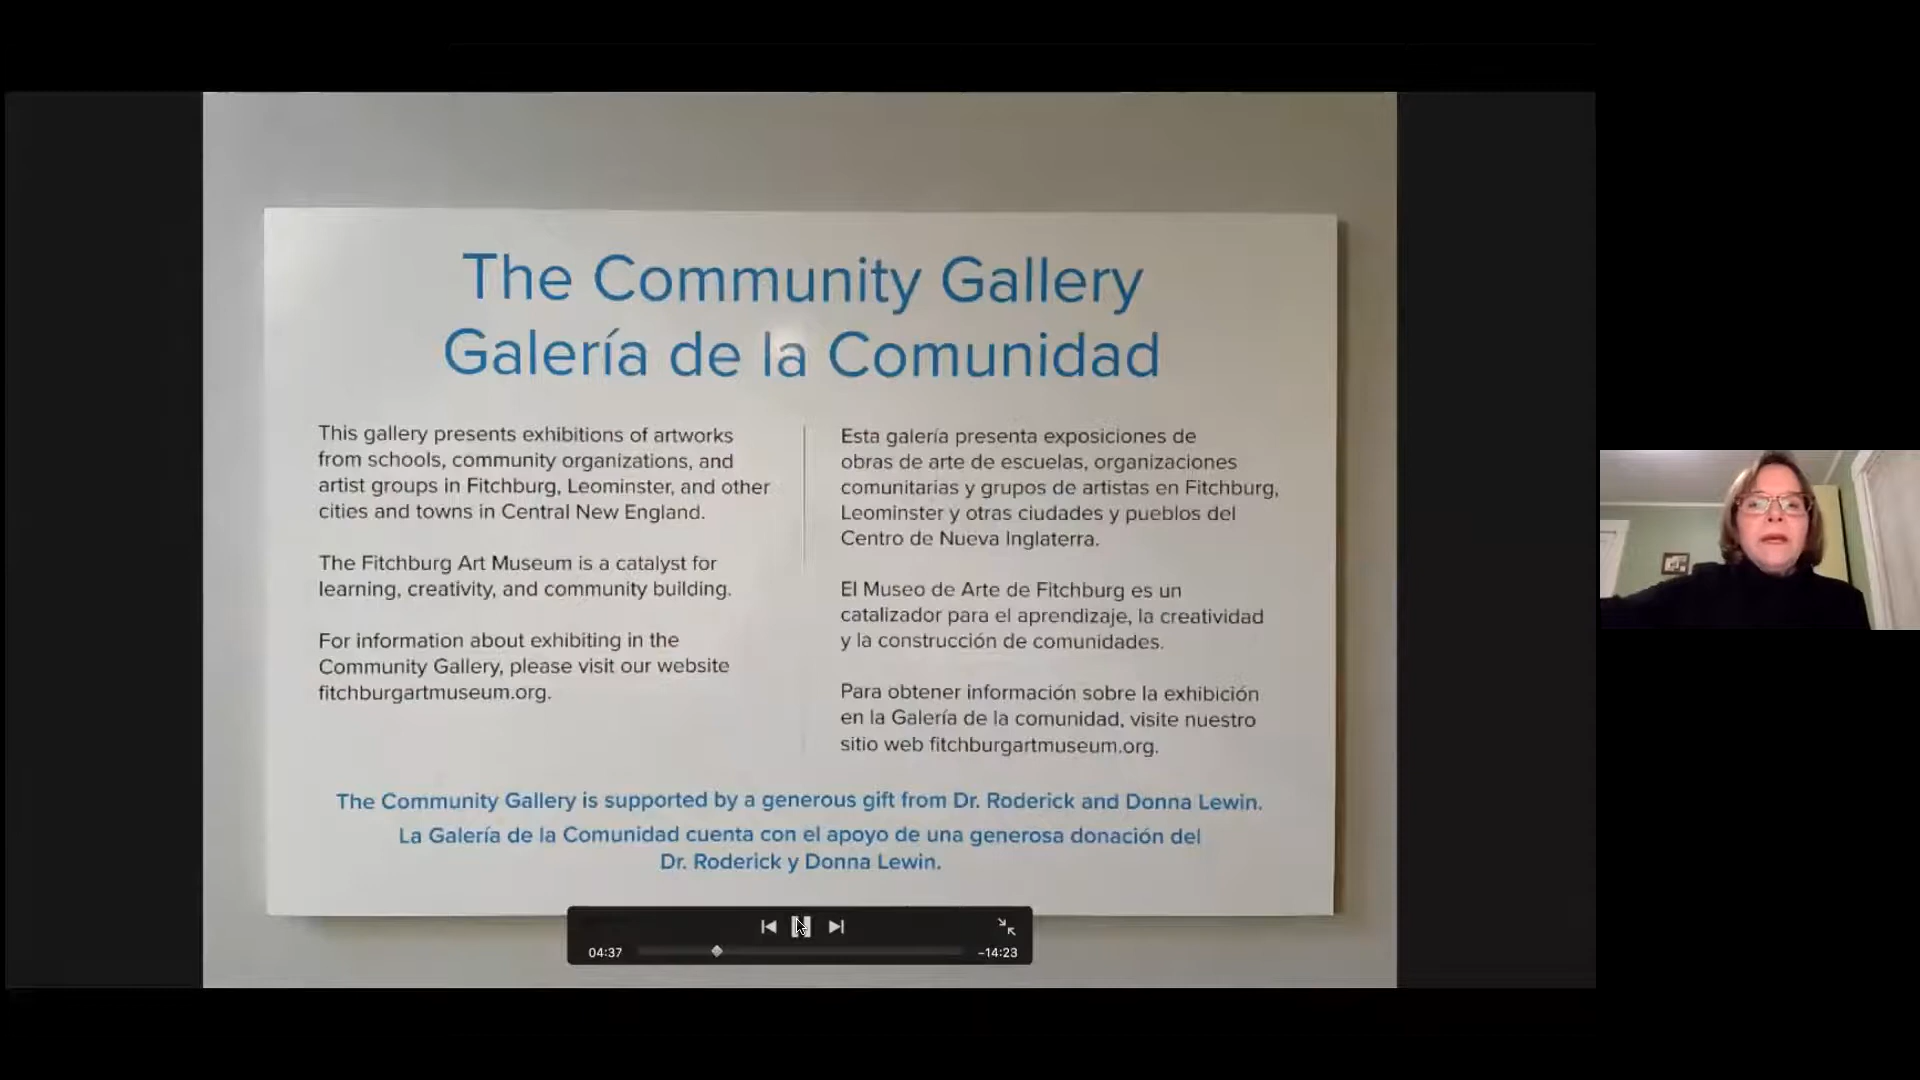 The Community Gallery
Galería de la Comunidad
This gallery presents exhibitions of artworks
from schools, community organizations, and
artist groups in Fitchburg, Leominster, and other
cities and towns in Central New England.
The Fitchburg Art Museum is a catalyst for
learning, creativity, and community building.
For information about exhibiting in the
Community Gallery, please visit our website
fitchburgartmuseum.org.
Esta galería presenta exposiciones de
obras de arte de escuelas, organizaciones
comunitarias y grupos de artistas en Fitchburg,
Leominster y otras ciudades y pueblos del
Centro de Nueva Inglaterra.
El Museo de Arte de Fitchburg es un
catalizador para el aprendizaje, la creatividad
y la construcción de comunidades.
Para obtener información sobre la exhibición
en la Galería de la comunidad, visite nuestro
sitio web fitchburgartmuseum.org.
The Community Gallery is supported by a generous gift from Dr. Roderick and Donna Lewin.
La Galería de la Comunidad cuenta con el apoyo de una generosa donación del
Dr. Roderick y Donna Lewin.
04:37
-14:23